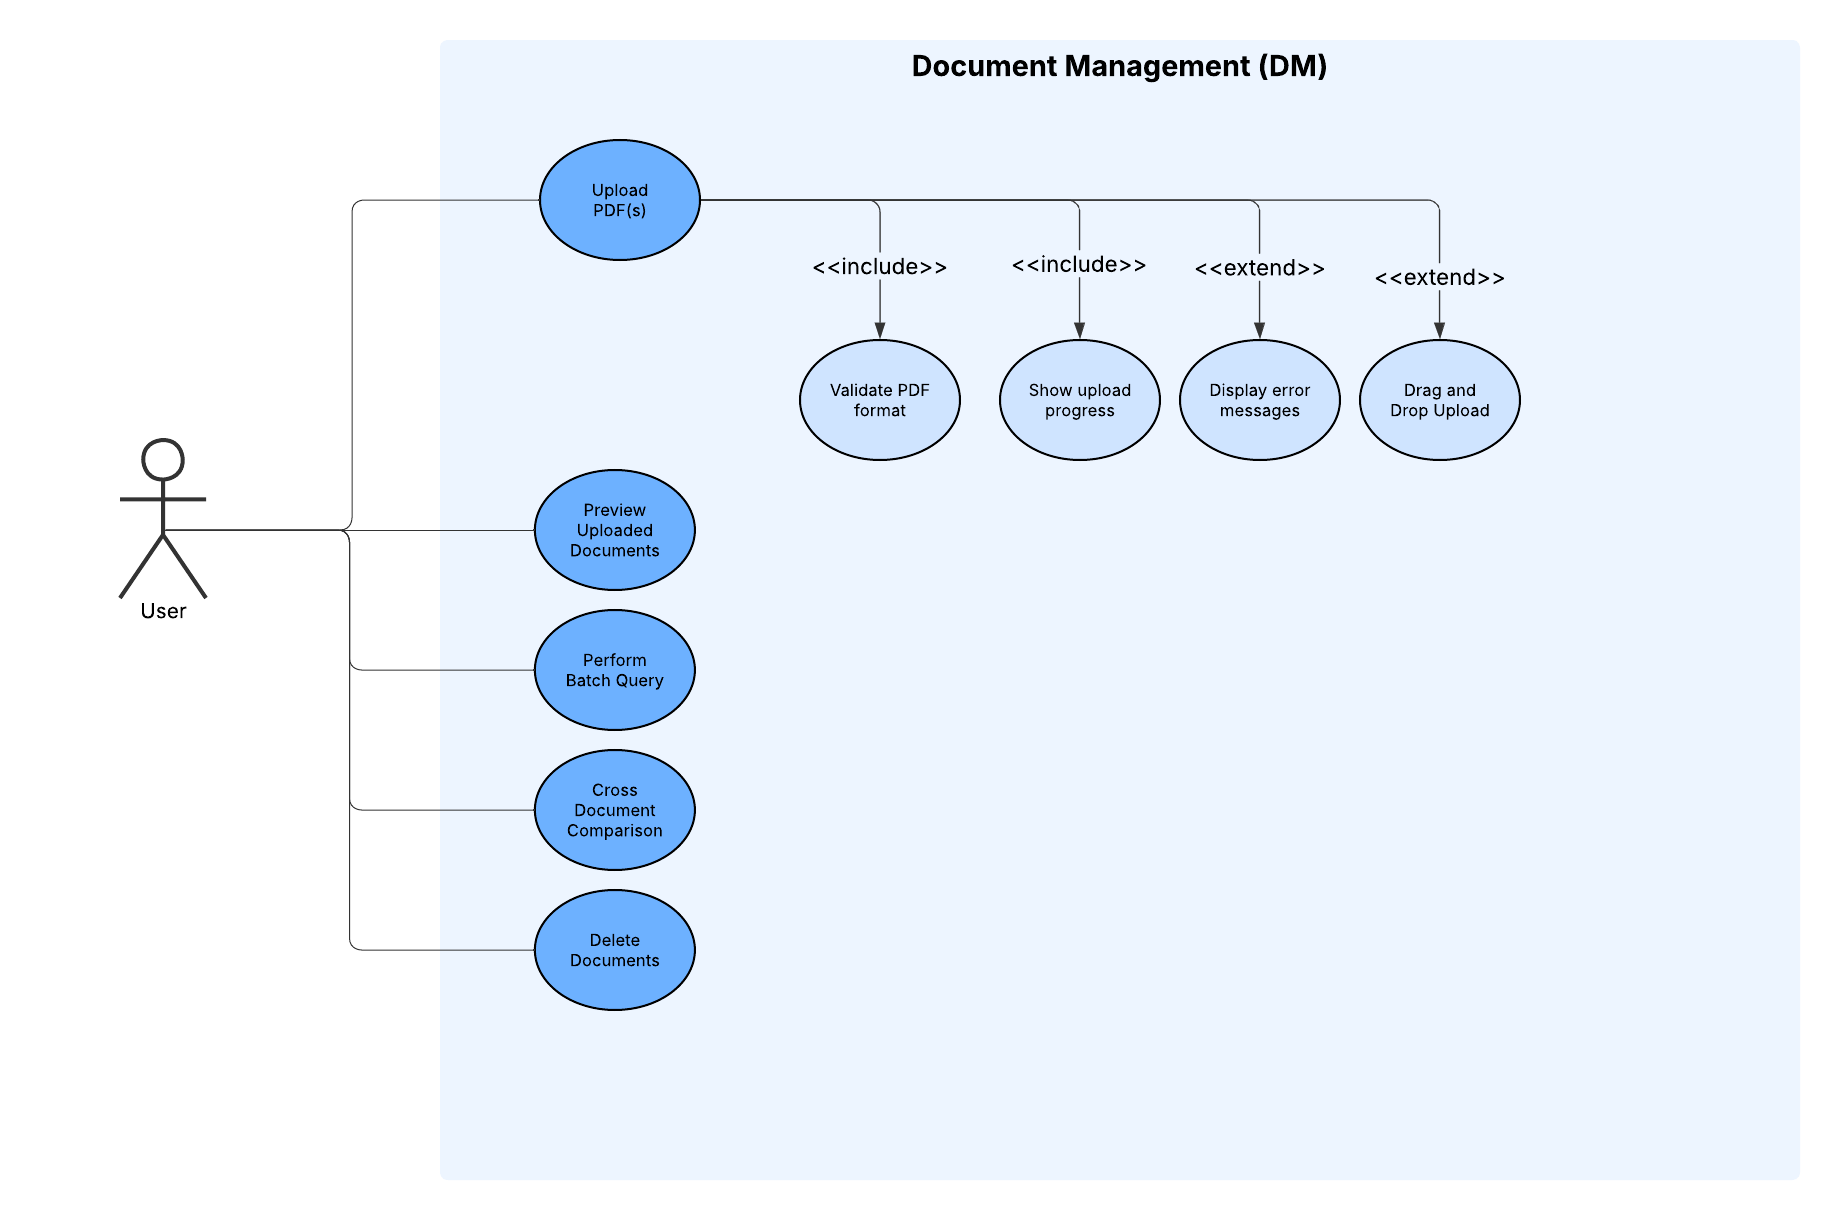 Document Management (DM)
Upload
PDF(s)
<<include>>
<<include>>
<<extend>>
<<extend>>
Validate PDF
format
Show upload
progress
Display error
messages
Drag and
Drop Upload
Preview
Uploaded
Documents
User
Perform
Batch Query
Cross
Document
Comparison
Delete
Documents